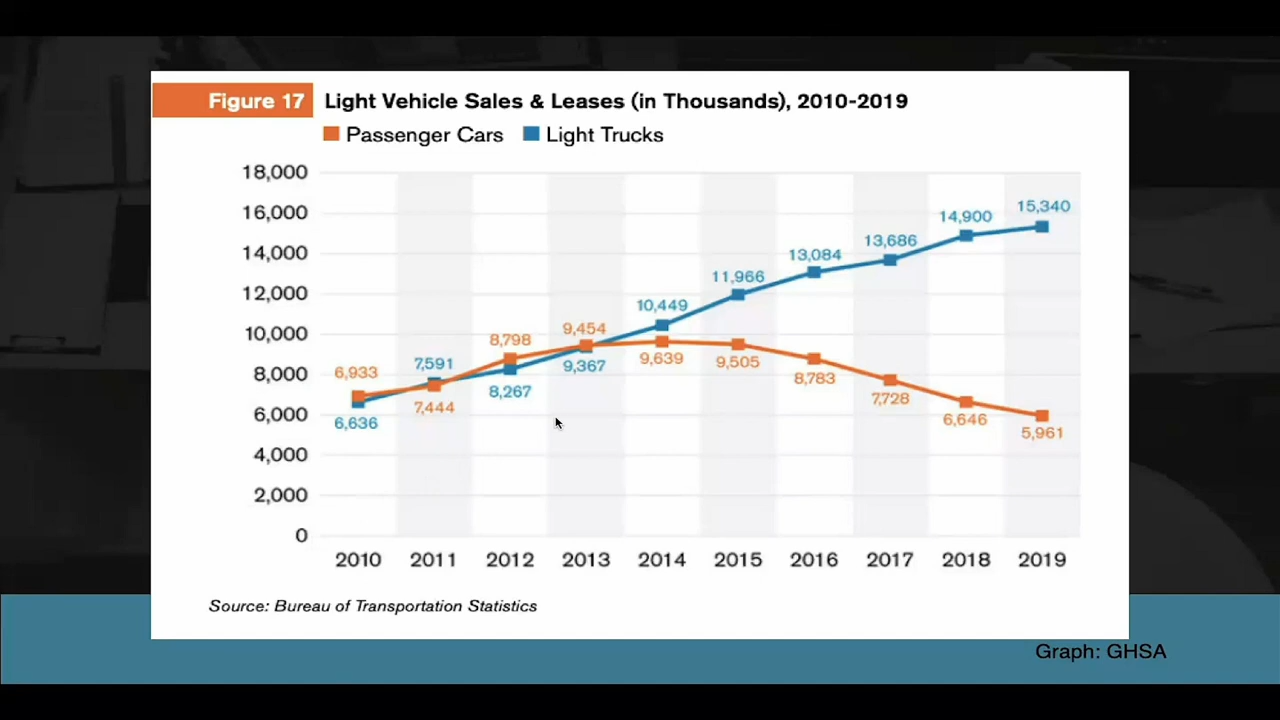 Figure 17 Light Vehicle Sales & Leases (in Thousands), 2010-2019
Passenger Cars Light Trucks
18,000
16,000
14,000
12,000
10,000
8,000
6,000
4,000
2,000
0
6,933 7,444 8,798 9,454 9,639 9,505 8,783 7,728 6,646 5,961
6,636 7,591 8,267 9,367 10,449 11,966 13,084 13,686 14,900 15,340
2010 2011 2012 2013 2014 2015 2016 2017 2018 2019
Source: Bureau of Transportation Statistics
Graph: GHSA